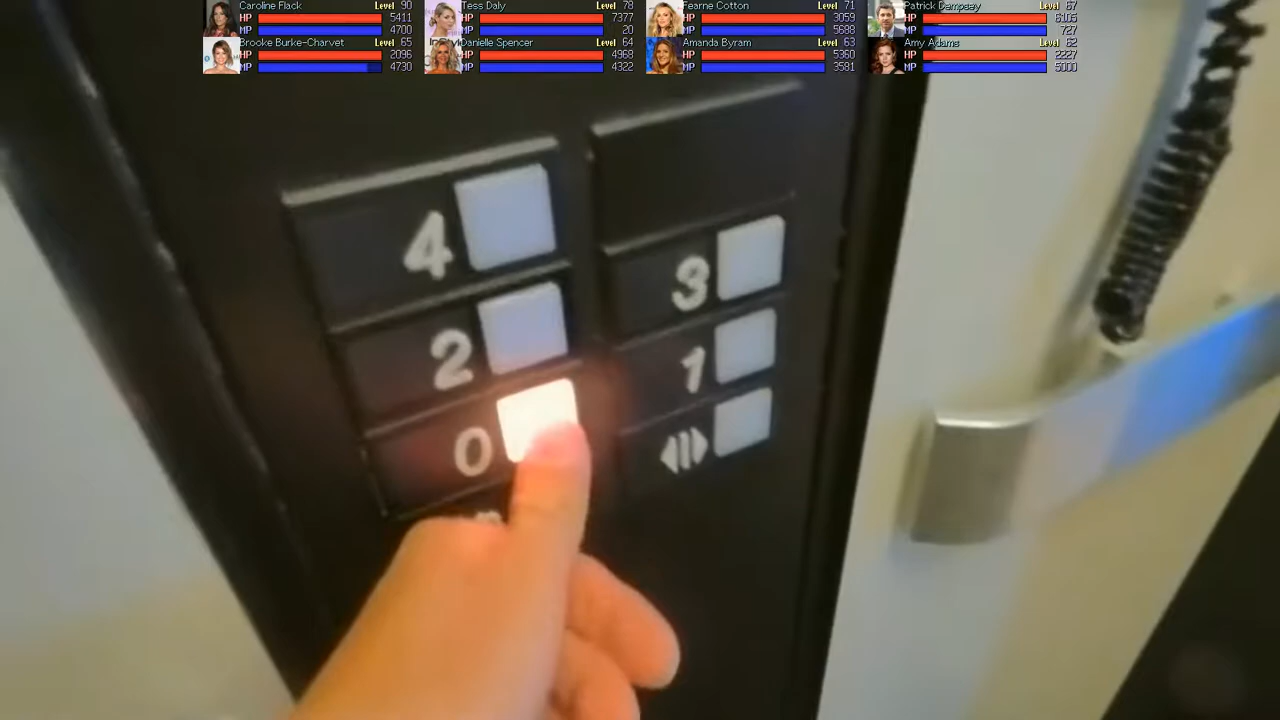 Caroline Flack Level 90
HP 5411
MP 4700
Tess Daly Level 78
HP 7377
MP 20
Fearne Cotton Level 71
HP 3059
MP 5688
Patrick Dempsey Level 67
HP 6105
MP 727
Brooke Burke-Charvet Level 65
HP 2096
MP 4730
Danielle Spencer Level 64
HP 4968
MP 4322
Amanda Byram Level 63
HP 5360
MP 3581
Amy Adams Level 62
HP 2227
MP 5000
4
3
2
1
0